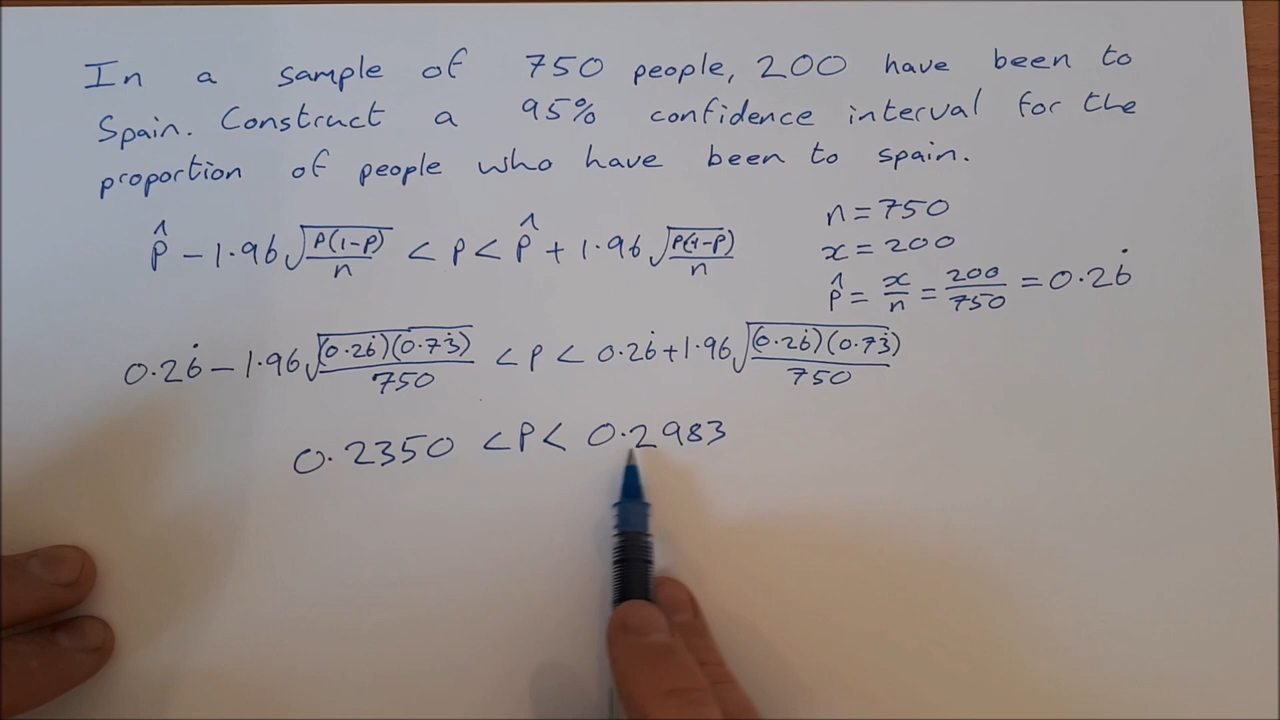 In a sample of 750 people, 200 have been to
Spain. Construct a 95% confidence interval for the
proportion of people who have been to spain.
n = 750
x = 200
p̂ = x/n = 200/750 = 0.26̇
p̂ - 1.96√(p(1-p)/n) < p < p̂ + 1.96√(p(1-p)/n)
0.26̇ - 1.96√((0.26̇)(0.73̇)/750) < p < 0.26̇ + 1.96√((0.26̇)(0.73̇)/750)
0.2350 < p < 0.2983